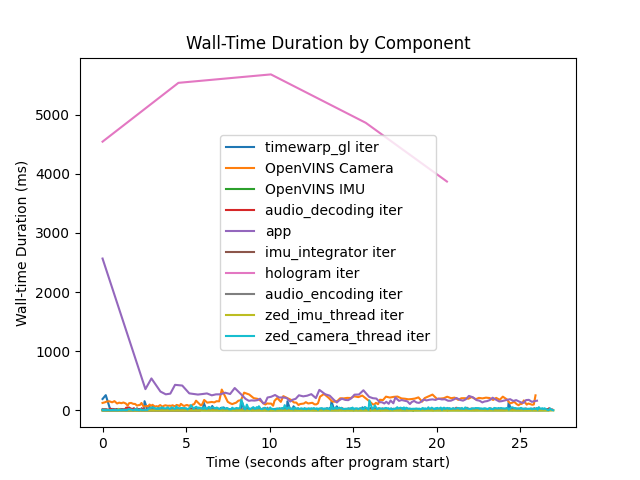 Wall-Time Duration by Component
Wall-time Duration (ms)
5000
4000
3000
2000
1000
0
timewarp_gl iter
OpenVINS Camera
OpenVINS IMU
audio_decoding iter
app
imu_integrator iter
hologram iter
audio_encoding iter
zed_imu_thread iter
zed_camera_thread iter
0 5 10 15 20 25
Time (seconds after program start)